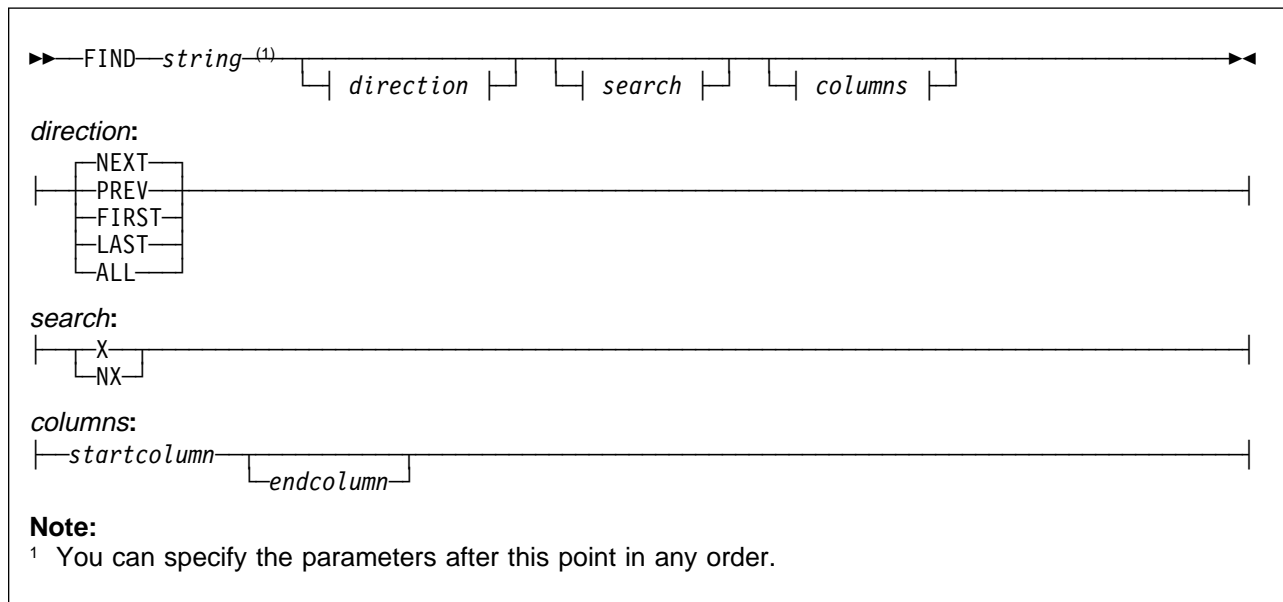 FIND string (1)
direction search columns
direction:
NEXT
PREV
FIRST
LAST
ALL
search:
X
NX
columns:
startcolumn
endcolumn
Note:
1 You can specify the parameters after this point in any order.